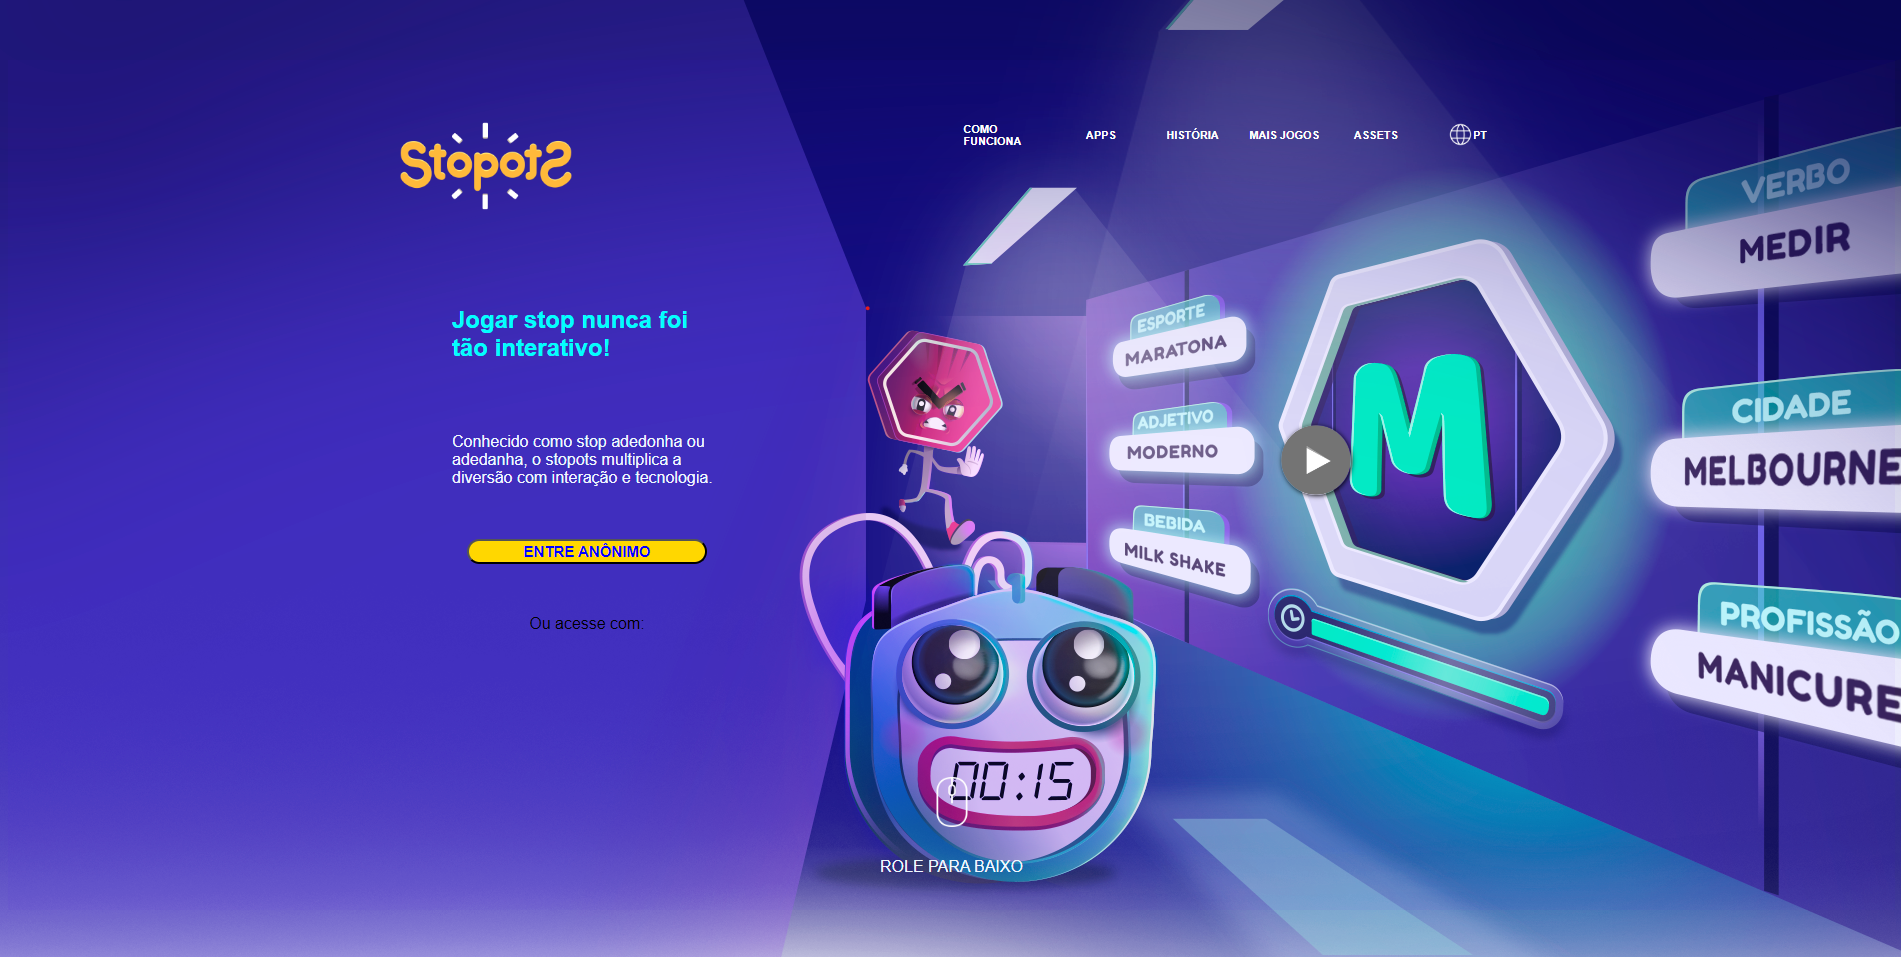 StopotS
COMO
FUNCIONA
APPS
HISTÓRIA
MAIS JOGOS
ASSETS
PT
Jogar stop nunca foi
tão interativo!
Conhecido como stop adedonha ou
adedanha, o stopots multiplica a
diversão com interação e tecnologia.
ENTRE ANÔNIMO
Ou acesse com:
ESPORTE
MARATONA
ADJETIVO
MODERNO
BEBIDA
MILK SHAKE
M
VERBO
MEDIR
CIDADE
MELBOURNE
PROFISSÃO
MANICURE
00:15
ROLE PARA BAIXO